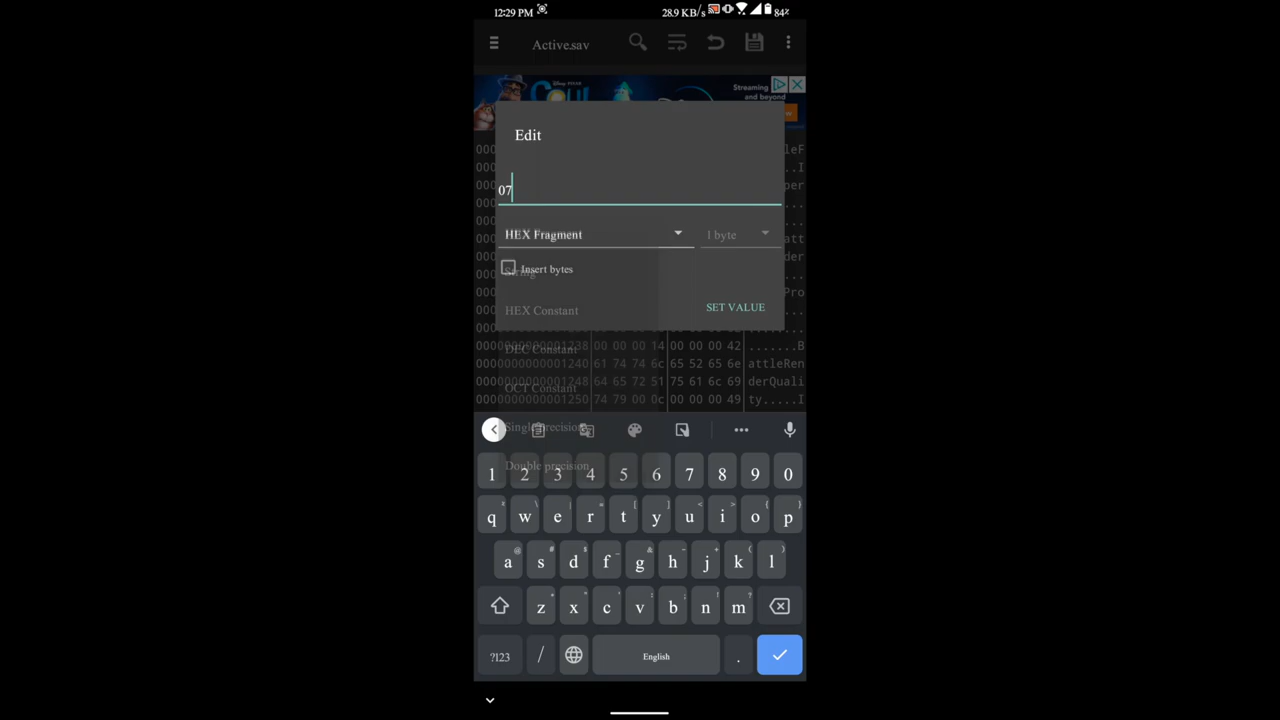 12:29 PM
28.9 KB/s
84%
Active.sav
Streaming
and beyond
Edit
07
HEX Fragment
1 byte
String
Insert bytes
HEX Constant
SET VALUE
DEC Constant
OCT Constant
Single precision
Double precision
0000000000001238 00 00 00 14 00 00 00 42 .......B
0000000000001240 61 74 74 6c 65 52 65 6e attleRen
0000000000001248 64 65 72 51 75 61 6c 69 derQuali
0000000000001250 74 79 00 0c 00 00 00 49 ty.....I
1 2 3 4 5 6 7 8 9 0
q w e r t y u i o p
a s d f g h j k l
z x c v b n m
?123 / English .